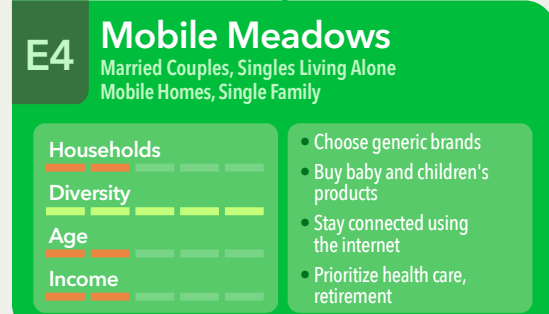 E4
Mobile Meadows
Married Couples, Singles Living Alone
Mobile Homes, Single Family
Households
Diversity
Age
Income
• Choose generic brands
• Buy baby and children's
products
• Stay connected using
the internet
• Prioritize health care,
retirement